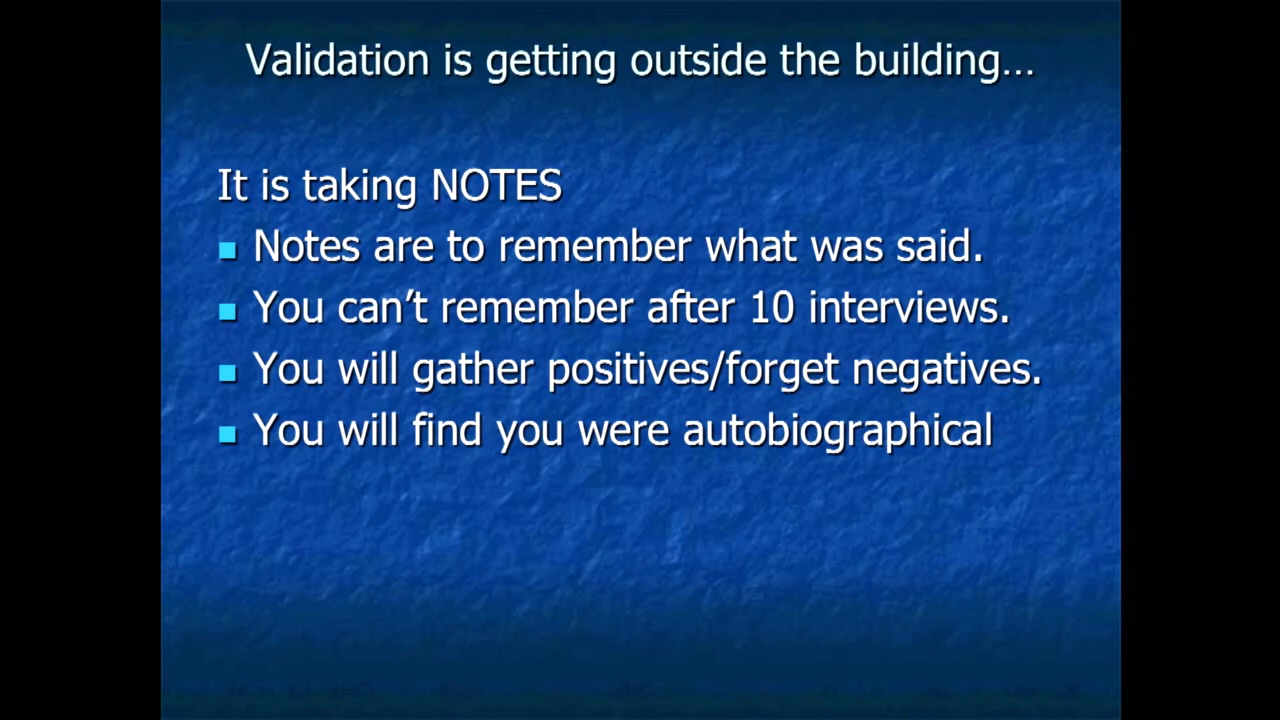 Validation is getting outside the building…
It is taking NOTES
Notes are to remember what was said.
You can’t remember after 10 interviews.
You will gather positives/forget negatives.
You will find you were autobiographical